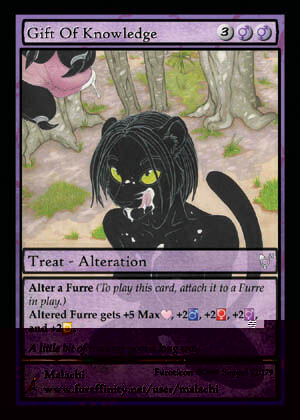 Gift Of Knowledge 3
Treat - Alteration
Alter a Furre (To play this card, attach it to a Furre
in play.)
Altered Furre gets +5 Max, +2, +2, +2,
and +2.
A little bit of
Malachi
www.furaffinity.net/user/malachi